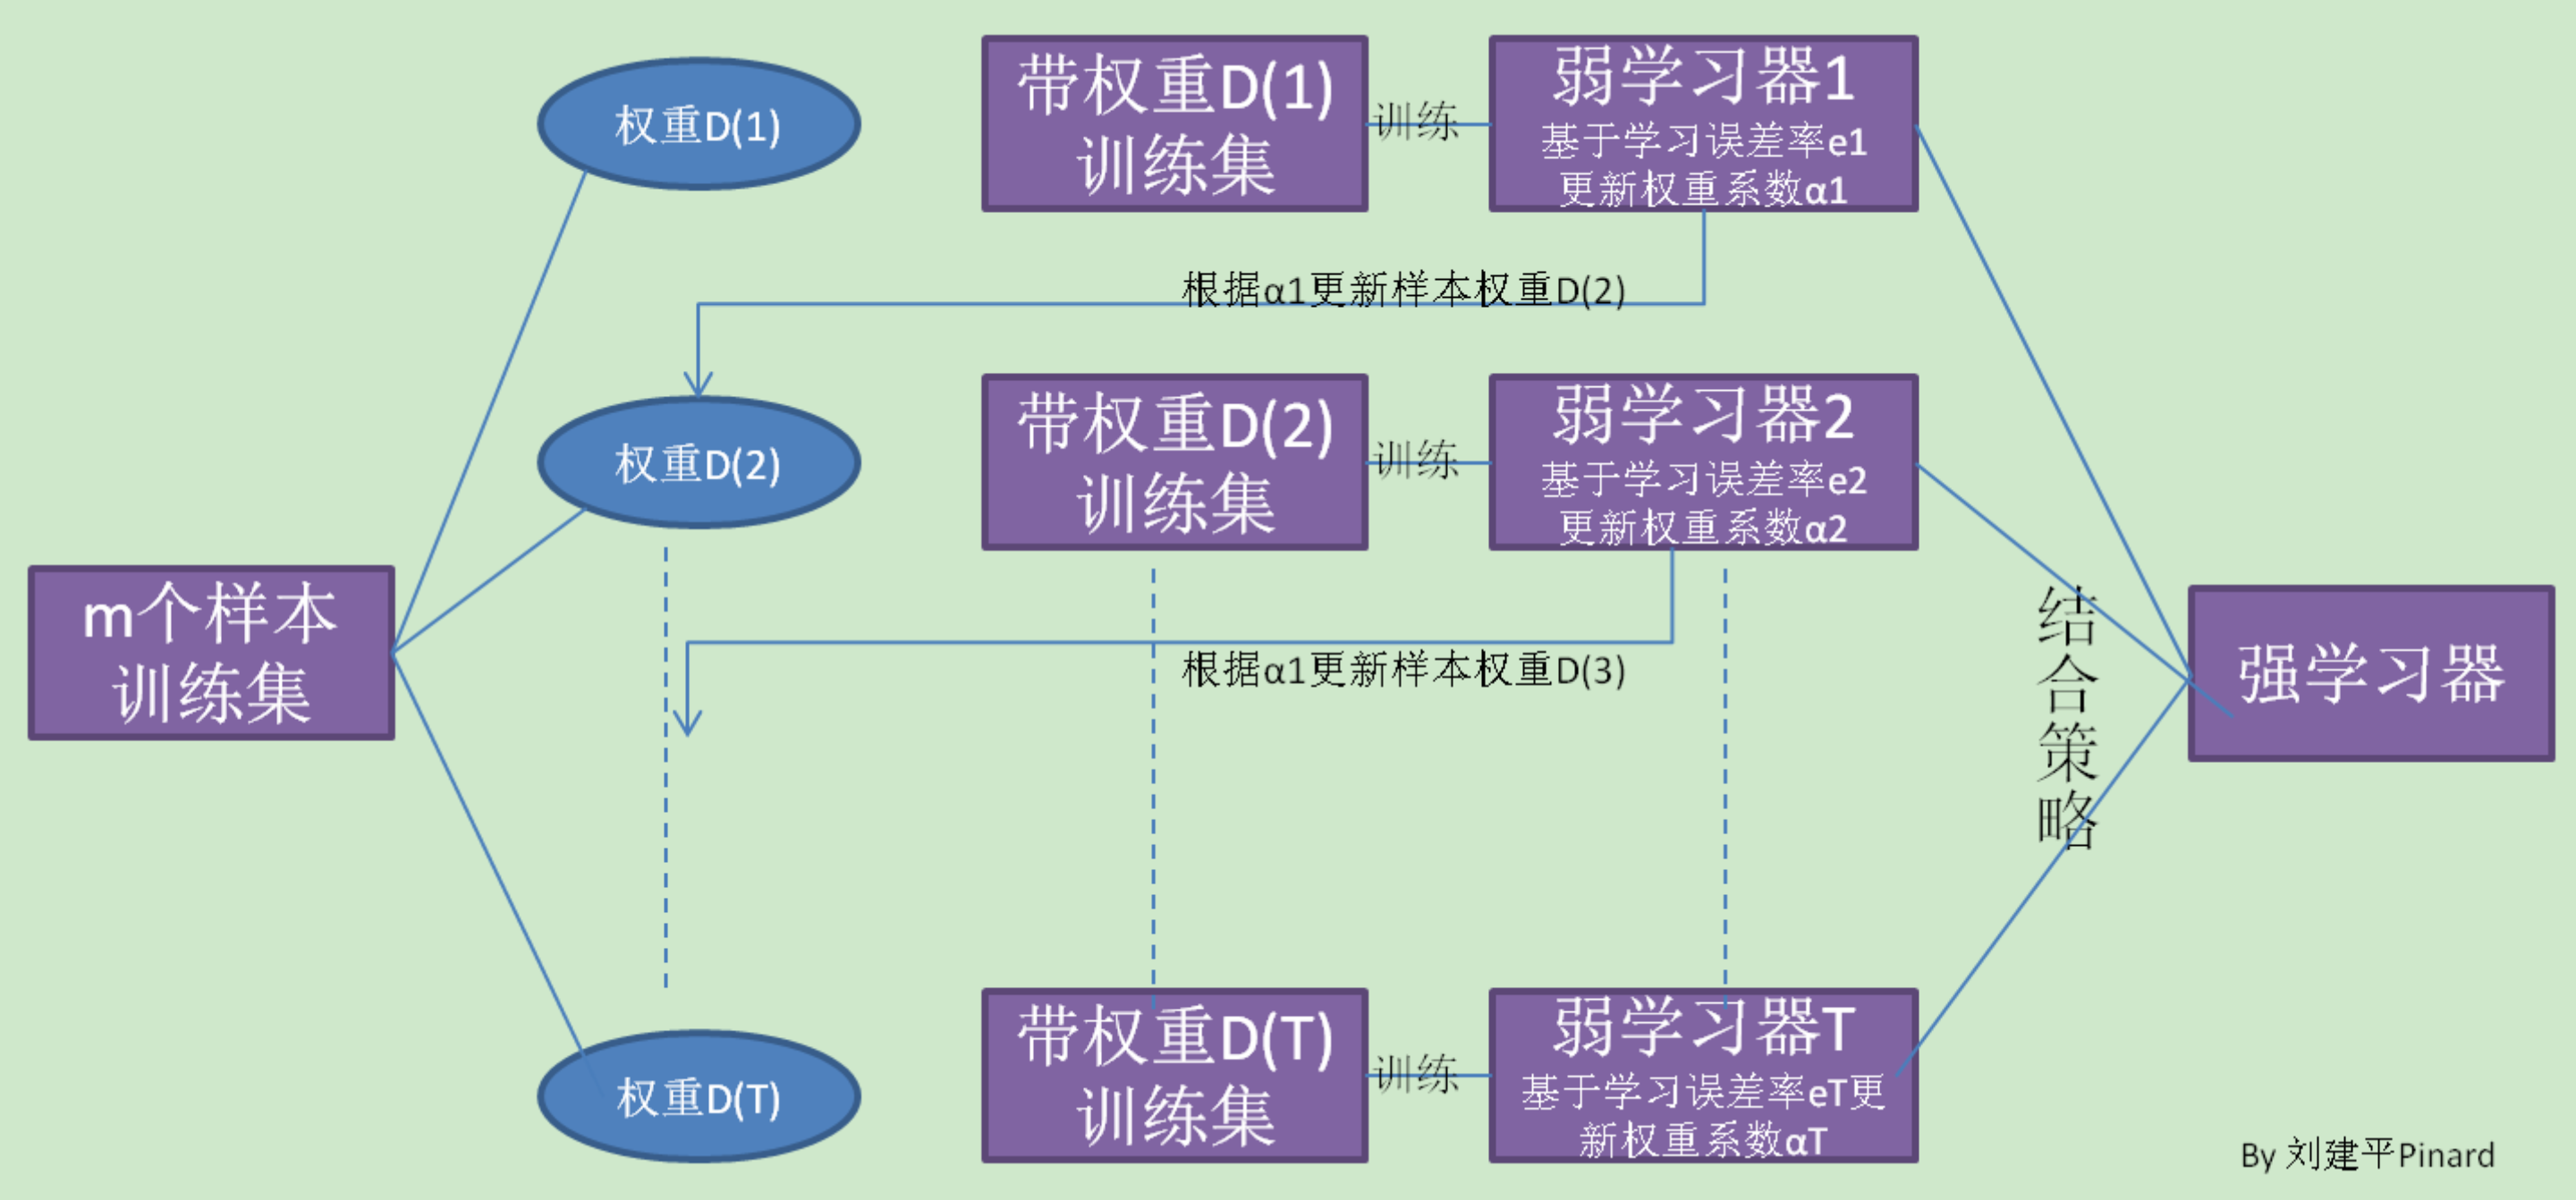 权重D(1)
带权重D(1)
训练集
训练
弱学习器1
基于学习误差率e1
更新权重系数α1
根据α1更新样本权重D(2)
权重D(2)
带权重D(2)
训练集
训练
弱学习器2
基于学习误差率e2
更新权重系数α2
m个样本
训练集
根据α1更新样本权重D(3)
结
合
策
略
强学习器
权重D(T)
带权重D(T)
训练集
训练
弱学习器T
基于学习误差率eT更
新权重系数αT
By 刘建平Pinard